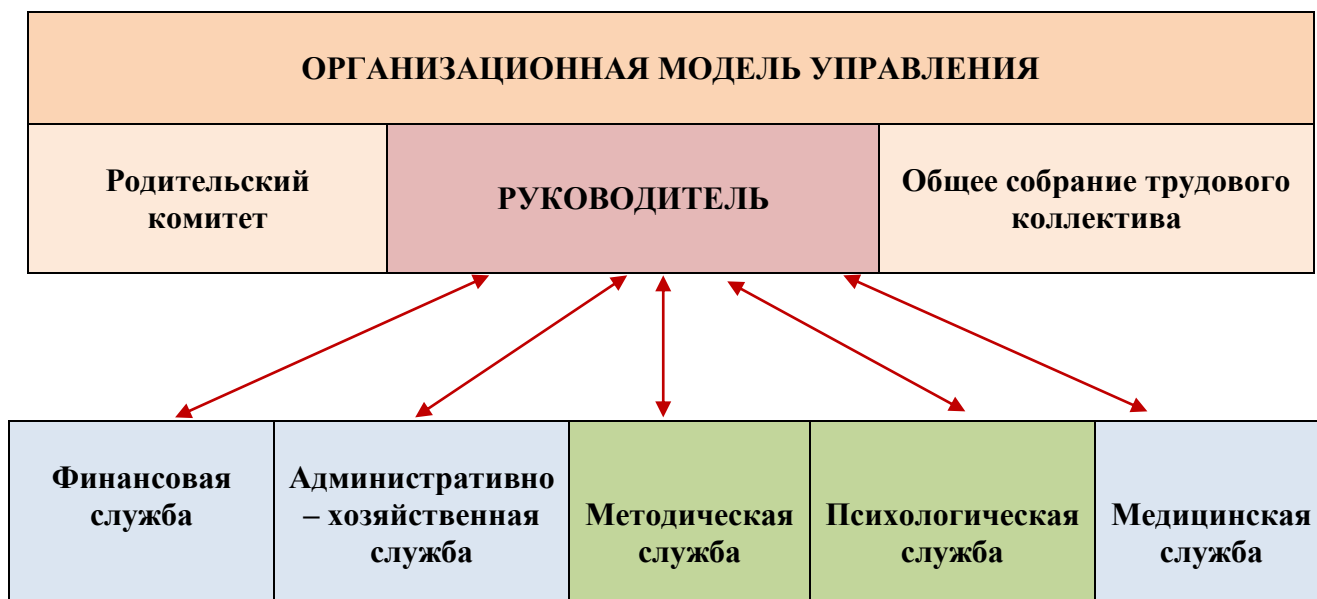 ОРГАНИЗАЦИОННАЯ МОДЕЛЬ УПРАВЛЕНИЯ
Родительский
комитет
РУКОВОДИТЕЛЬ
Общее собрание трудового
коллектива
Финансовая
служба
Административно
– хозяйственная
служба
Методическая
служба
Психологическая
служба
Медицинская
служба